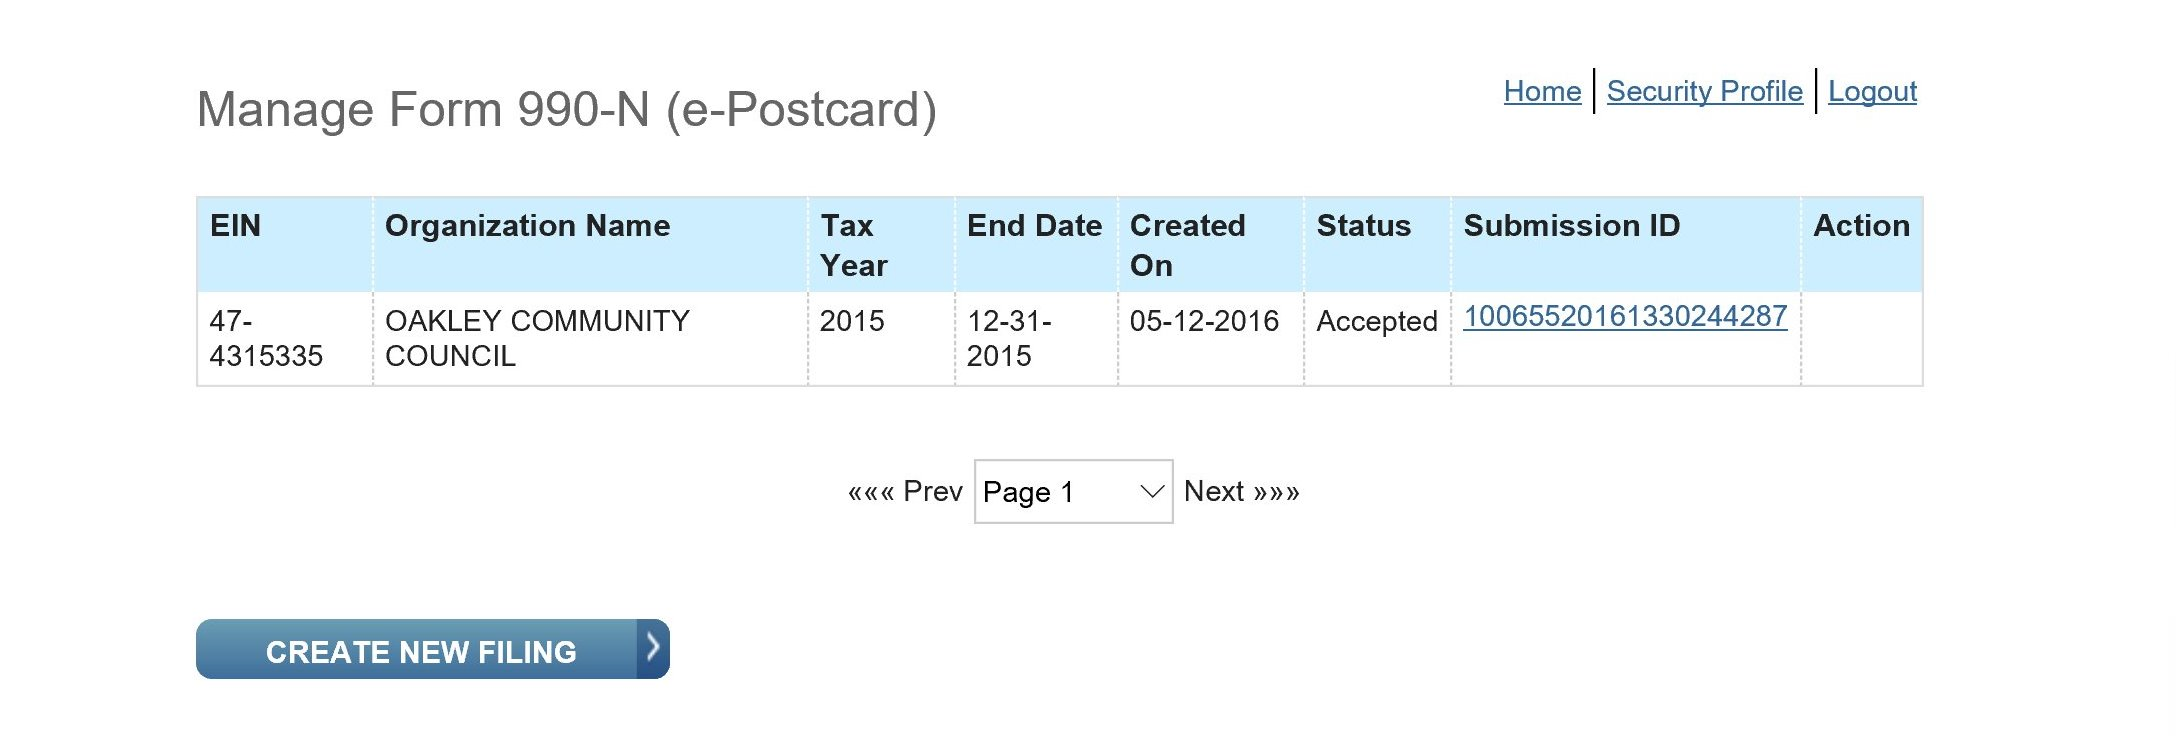 Home Security Profile Logout
Manage Form 990-N (e-Postcard)
EIN Organization Name Tax Year End Date Created On Status Submission ID Action
47-4315335 OAKLEY COMMUNITY COUNCIL 2015 12-31-2015 05-12-2016 Accepted 10065520161330244287
««« Prev Page 1 Next »»»
CREATE NEW FILING